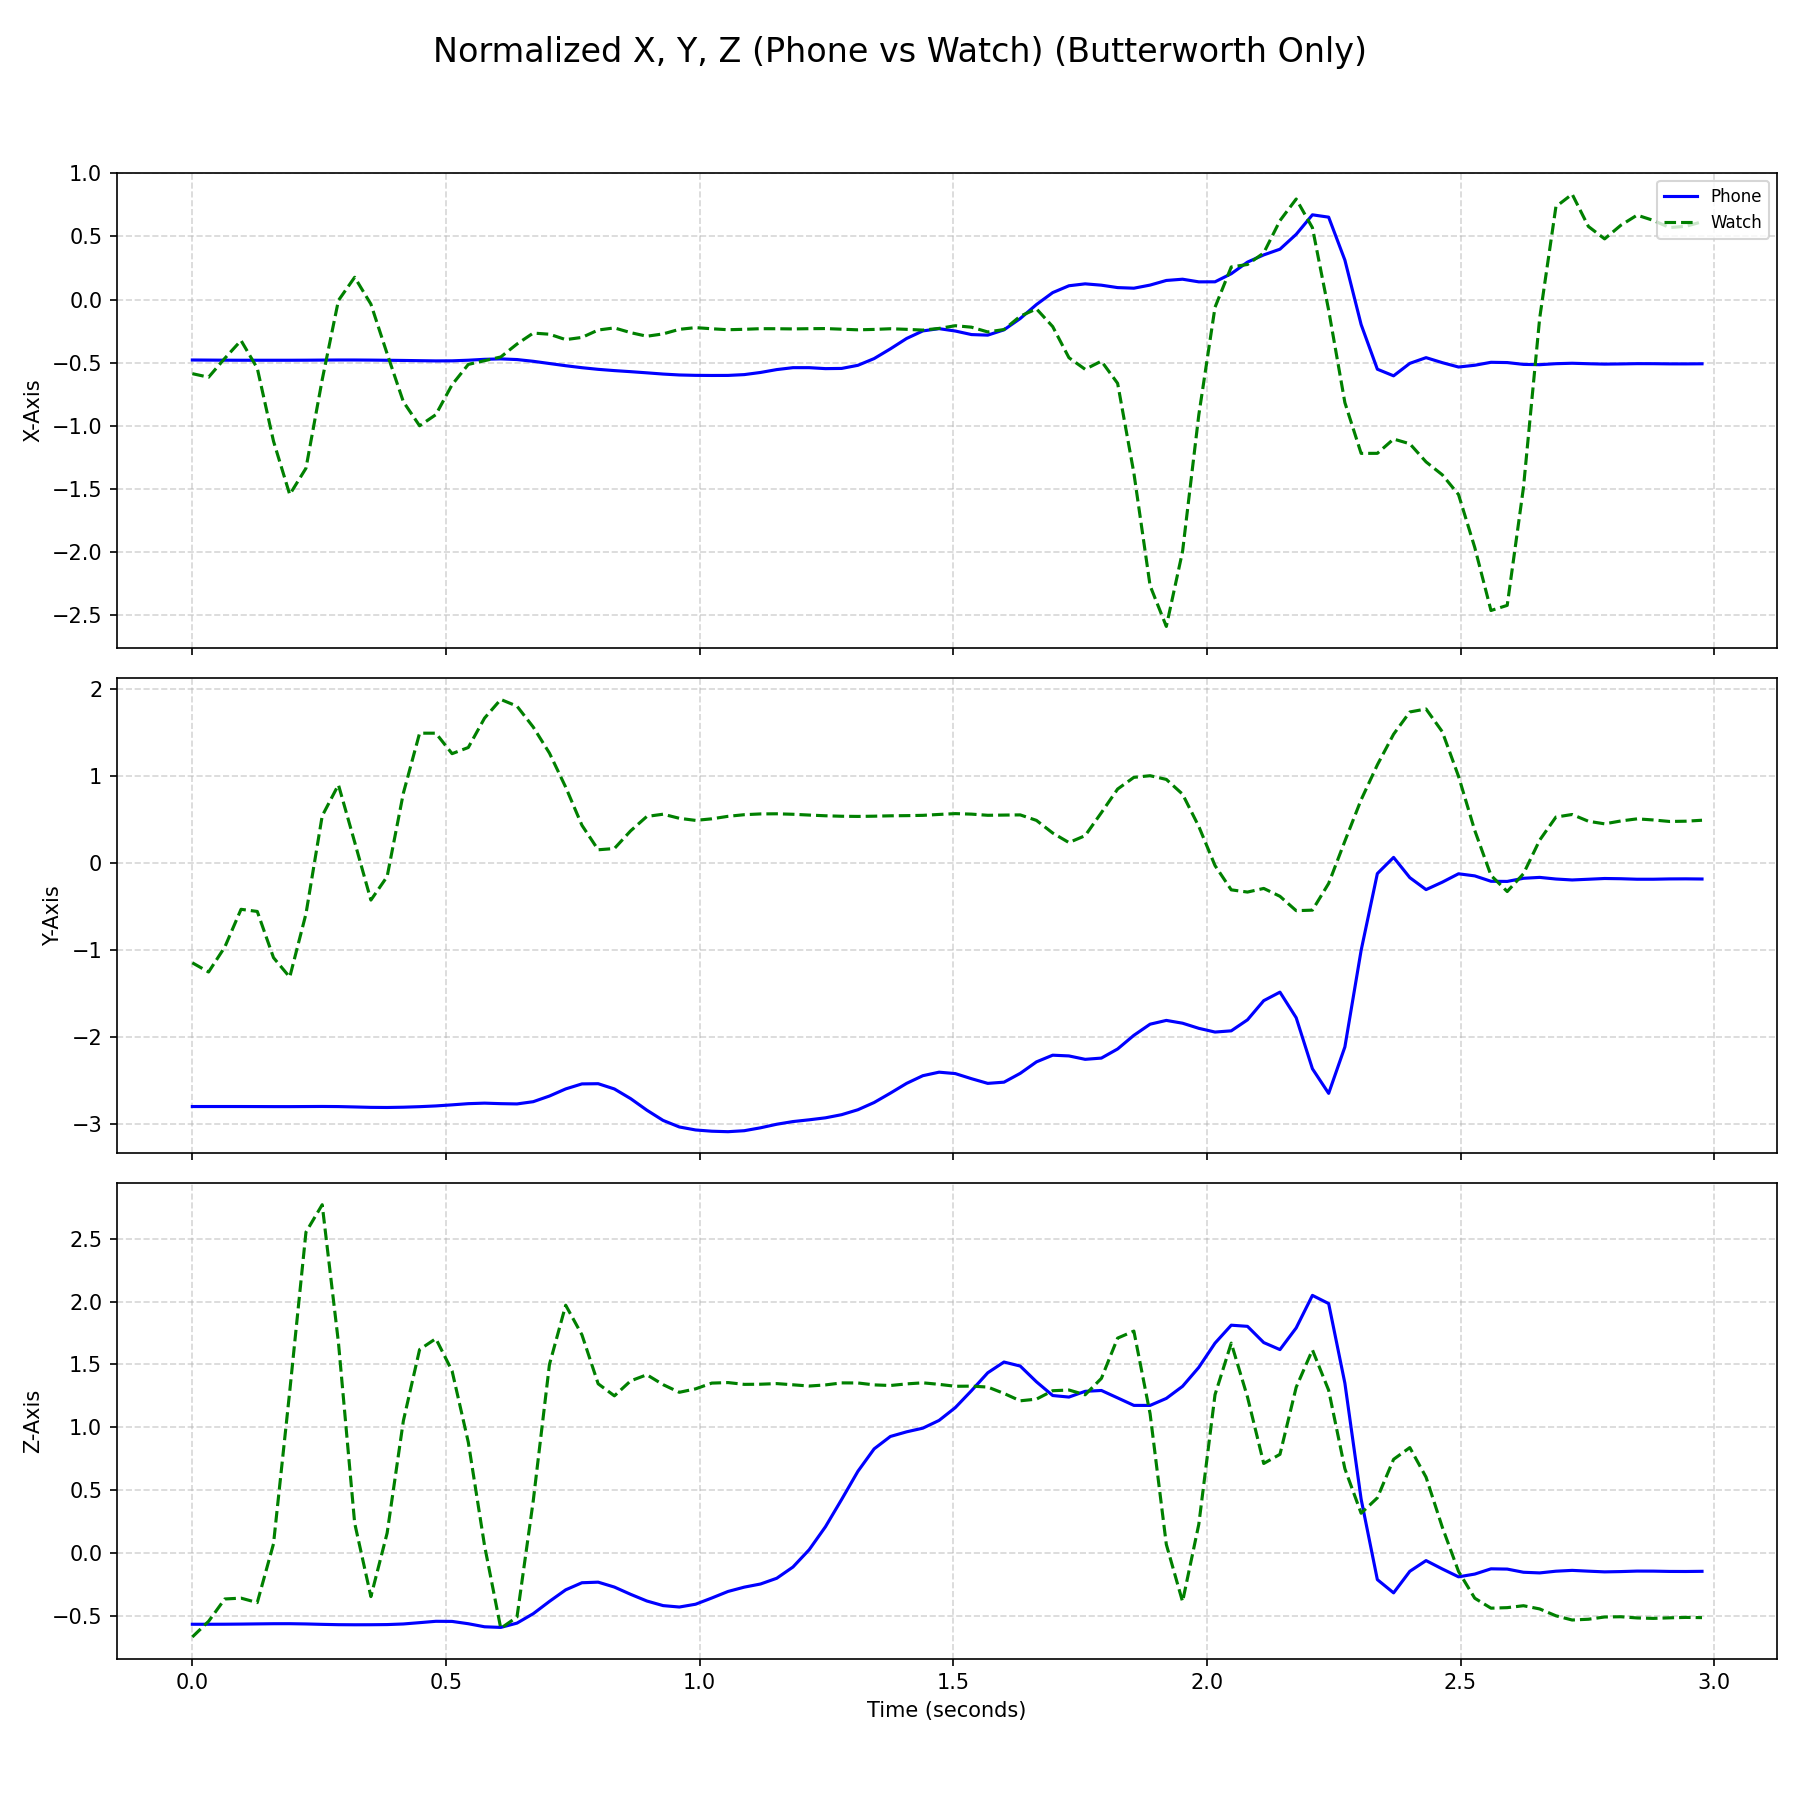 Normalized X, Y, Z (Phone vs Watch) (Butterworth Only)
1.0
0.5
0.0
−0.5
−1.0
−1.5
−2.0
−2.5
X-Axis
Phone
Watch
2
1
0
−1
−2
−3
Y-Axis
2.5
2.0
1.5
1.0
0.5
0.0
−0.5
Z-Axis
0.0 0.5 1.0 1.5 2.0 2.5 3.0
Time (seconds)